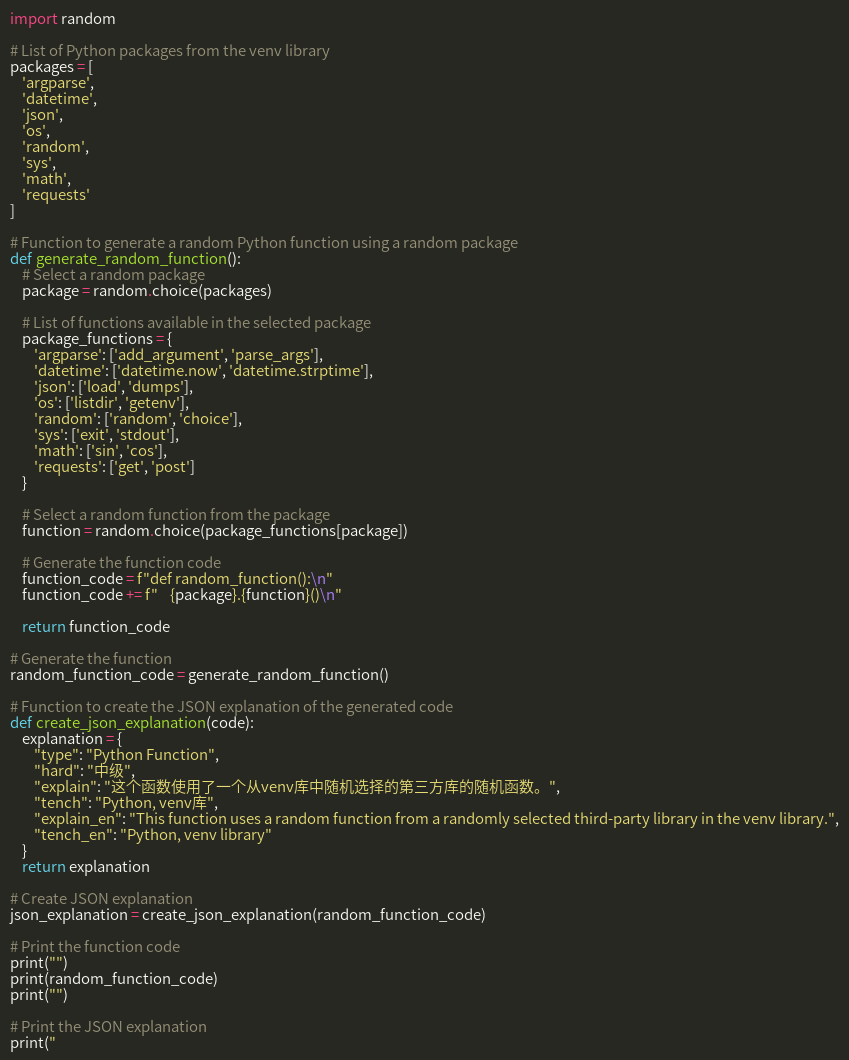 import random

# List of Python packages from the venv library
packages = [
    'argparse',
    'datetime',
    'json',
    'os',
    'random',
    'sys',
    'math',
    'requests'
]

# Function to generate a random Python function using a random package
def generate_random_function():
    # Select a random package
    package = random.choice(packages)

    # List of functions available in the selected package
    package_functions = {
        'argparse': ['add_argument', 'parse_args'],
        'datetime': ['datetime.now', 'datetime.strptime'],
        'json': ['load', 'dumps'],
        'os': ['listdir', 'getenv'],
        'random': ['random', 'choice'],
        'sys': ['exit', 'stdout'],
        'math': ['sin', 'cos'],
        'requests': ['get', 'post']
    }

    # Select a random function from the package
    function = random.choice(package_functions[package])

    # Generate the function code
    function_code = f"def random_function():\n"
    function_code += f"    {package}.{function}()\n"

    return function_code

# Generate the function
random_function_code = generate_random_function()

# Function to create the JSON explanation of the generated code
def create_json_explanation(code):
    explanation = {
        "type": "Python Function",
        "hard": "中级",
        "explain": "这个函数使用了一个从venv库中随机选择的第三方库的随机函数。",
        "tench": "Python, venv库",
        "explain_en": "This function uses a random function from a randomly selected third-party library in the venv library.",
        "tench_en": "Python, venv library"
    }
    return explanation

# Create JSON explanation
json_explanation = create_json_explanation(random_function_code)

# Print the function code
print("")
print(random_function_code)
print("")

# Print the JSON explanation
print("